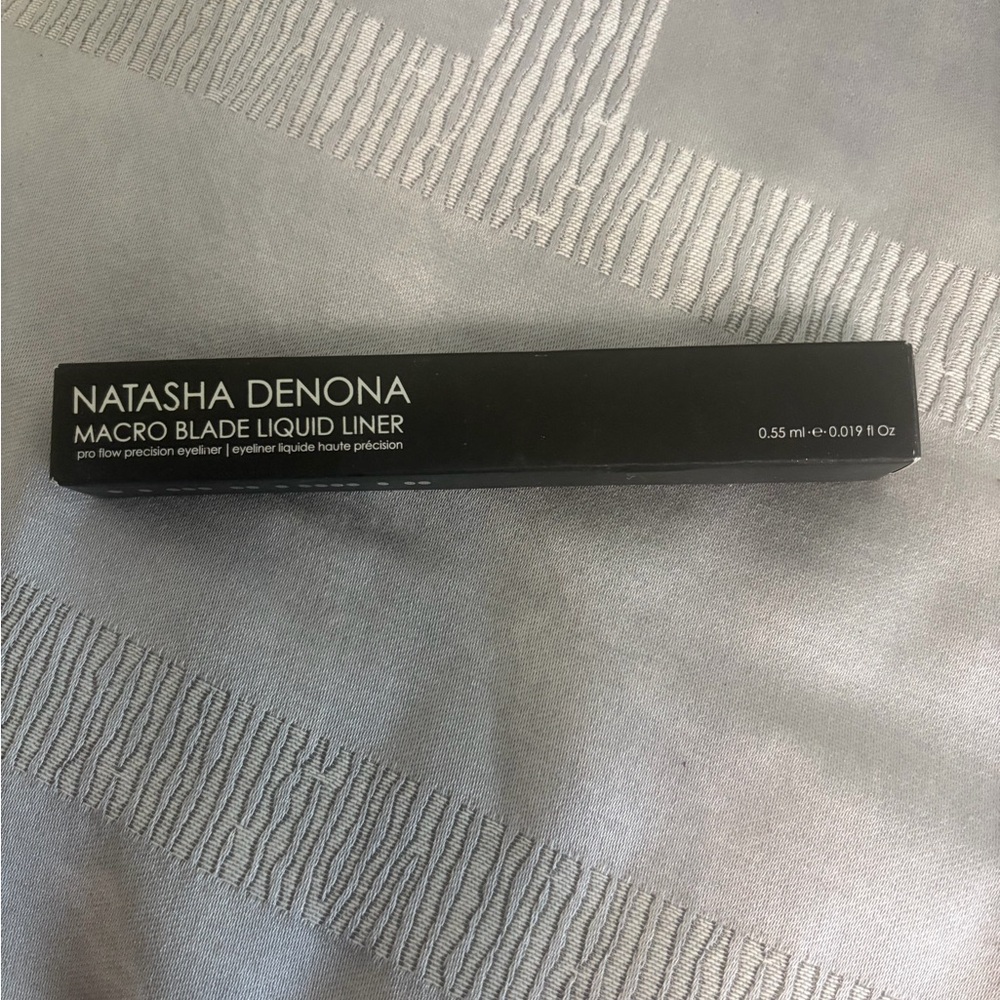 NATASHA DENONA
MACRO BLADE LIQUID LINER
pro flow precision eyeliner | eyeliner liquide haute précision
0.55 ml ·℮· 0.019 fl Oz